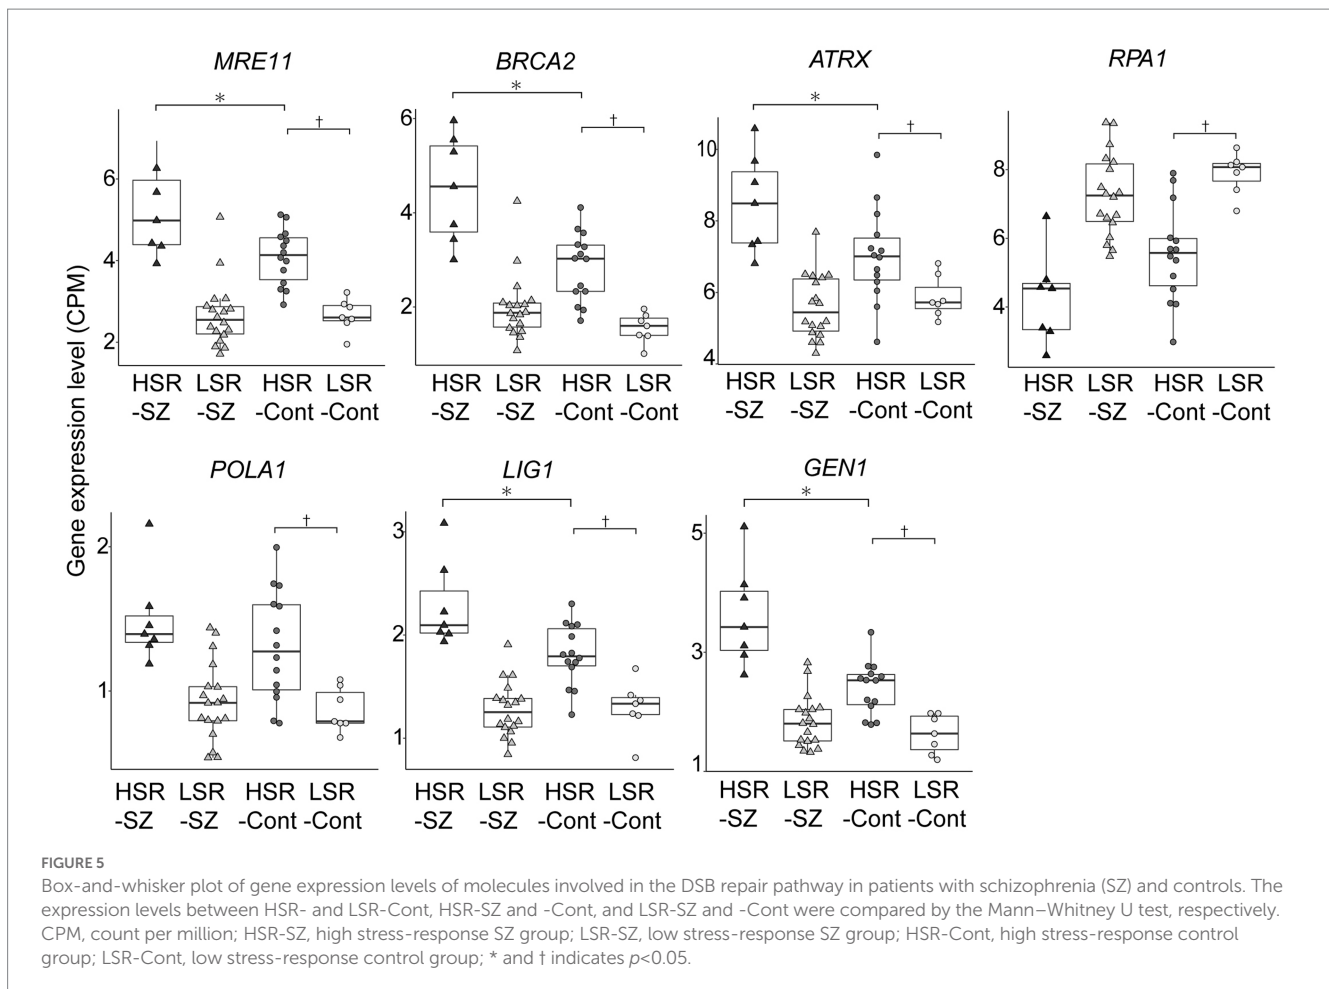 MRE11
BRCA2
ATRX
RPA1
*
†
*
†
*
†
†
6
4
2
6
4
2
10
8
6
4
8
6
4
HSR LSR HSR LSR
-SZ -SZ -Cont -Cont
HSR LSR HSR LSR
-SZ -SZ -Cont -Cont
HSR LSR HSR LSR
-SZ -SZ -Cont -Cont
HSR LSR HSR LSR
-SZ -SZ -Cont -Cont
Gene expression level (CPM)
POLA1
LIG1
GEN1
†
*
†
*
†
2
1
3
2
1
5
3
1
HSR LSR HSR LSR
-SZ -SZ -Cont -Cont
HSR LSR HSR LSR
-SZ -SZ -Cont -Cont
HSR LSR HSR LSR
-SZ -SZ -Cont -Cont
FIGURE 5
Box-and-whisker plot of gene expression levels of molecules involved in the DSB repair pathway in patients with schizophrenia (SZ) and controls. The
expression levels between HSR- and LSR-Cont, HSR-SZ and -Cont, and LSR-SZ and -Cont were compared by the Mann–Whitney U test, respectively.
CPM, count per million; HSR-SZ, high stress-response SZ group; LSR-SZ, low stress-response SZ group; HSR-Cont, high stress-response control
group; LSR-Cont, low stress-response control group; * and † indicates p<0.05.